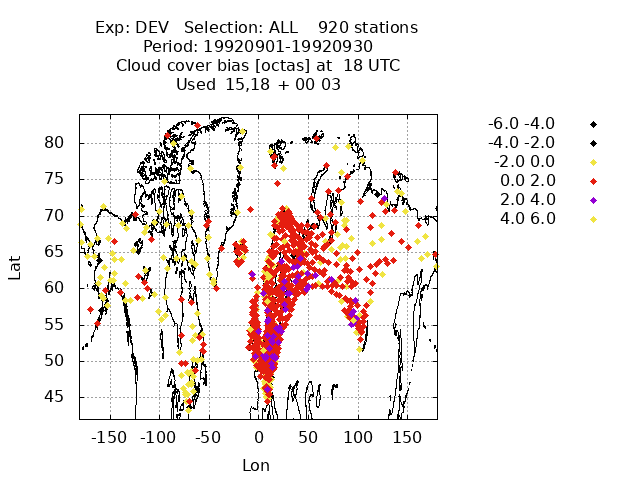 Exp: DEV   Selection: ALL    920 stations
Period: 19920901-19920930
Cloud cover bias [octas] at  18 UTC
Used  15,18  + 00 03
-6.0 -4.0
-4.0 -2.0
-2.0 0.0
0.0 2.0
2.0 4.0
4.0 6.0
80
75
70
65
60
55
50
45
Lat
-150 -100 -50 0 50 100 150
Lon